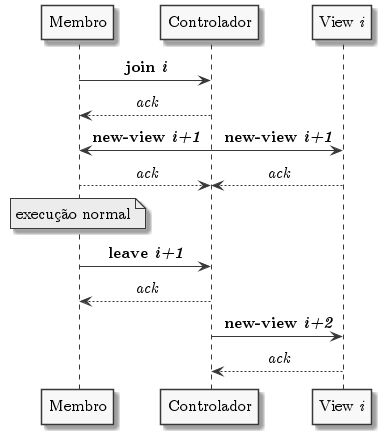 Membro Controlador View i
join i
ack
new-view i+1 new-view i+1
ack ack
execução normal
leave i+1
ack
new-view i+2
ack
Membro Controlador View i